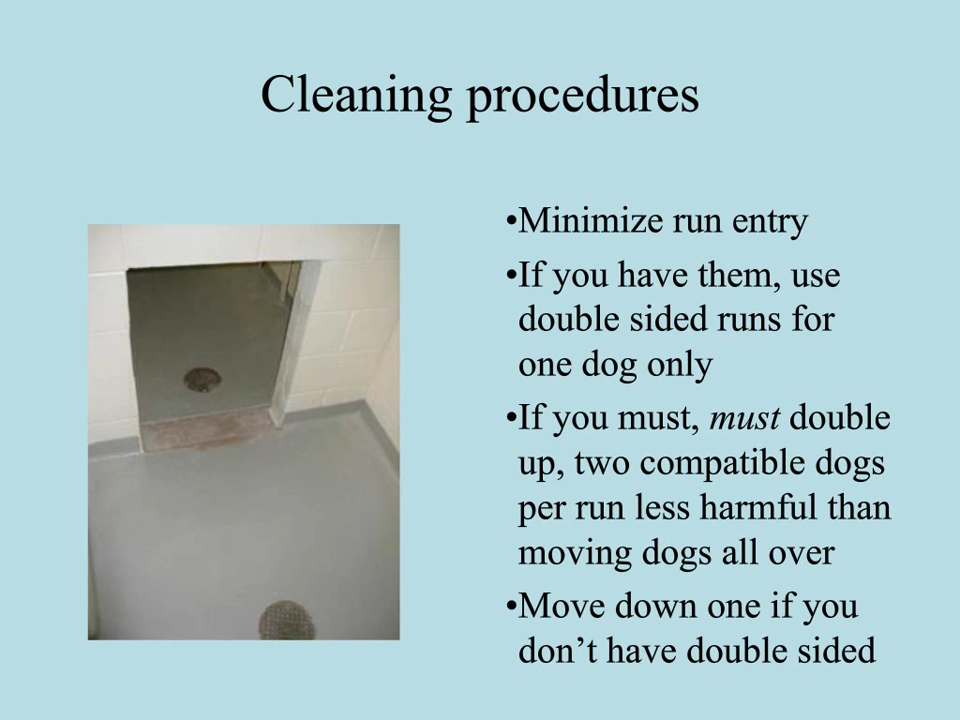 Cleaning procedures
•Minimize run entry
•If you have them, use
double sided runs for
one dog only
•If you must, must double
up, two compatible dogs
per run less harmful than
moving dogs all over
•Move down one if you
don’t have double sided